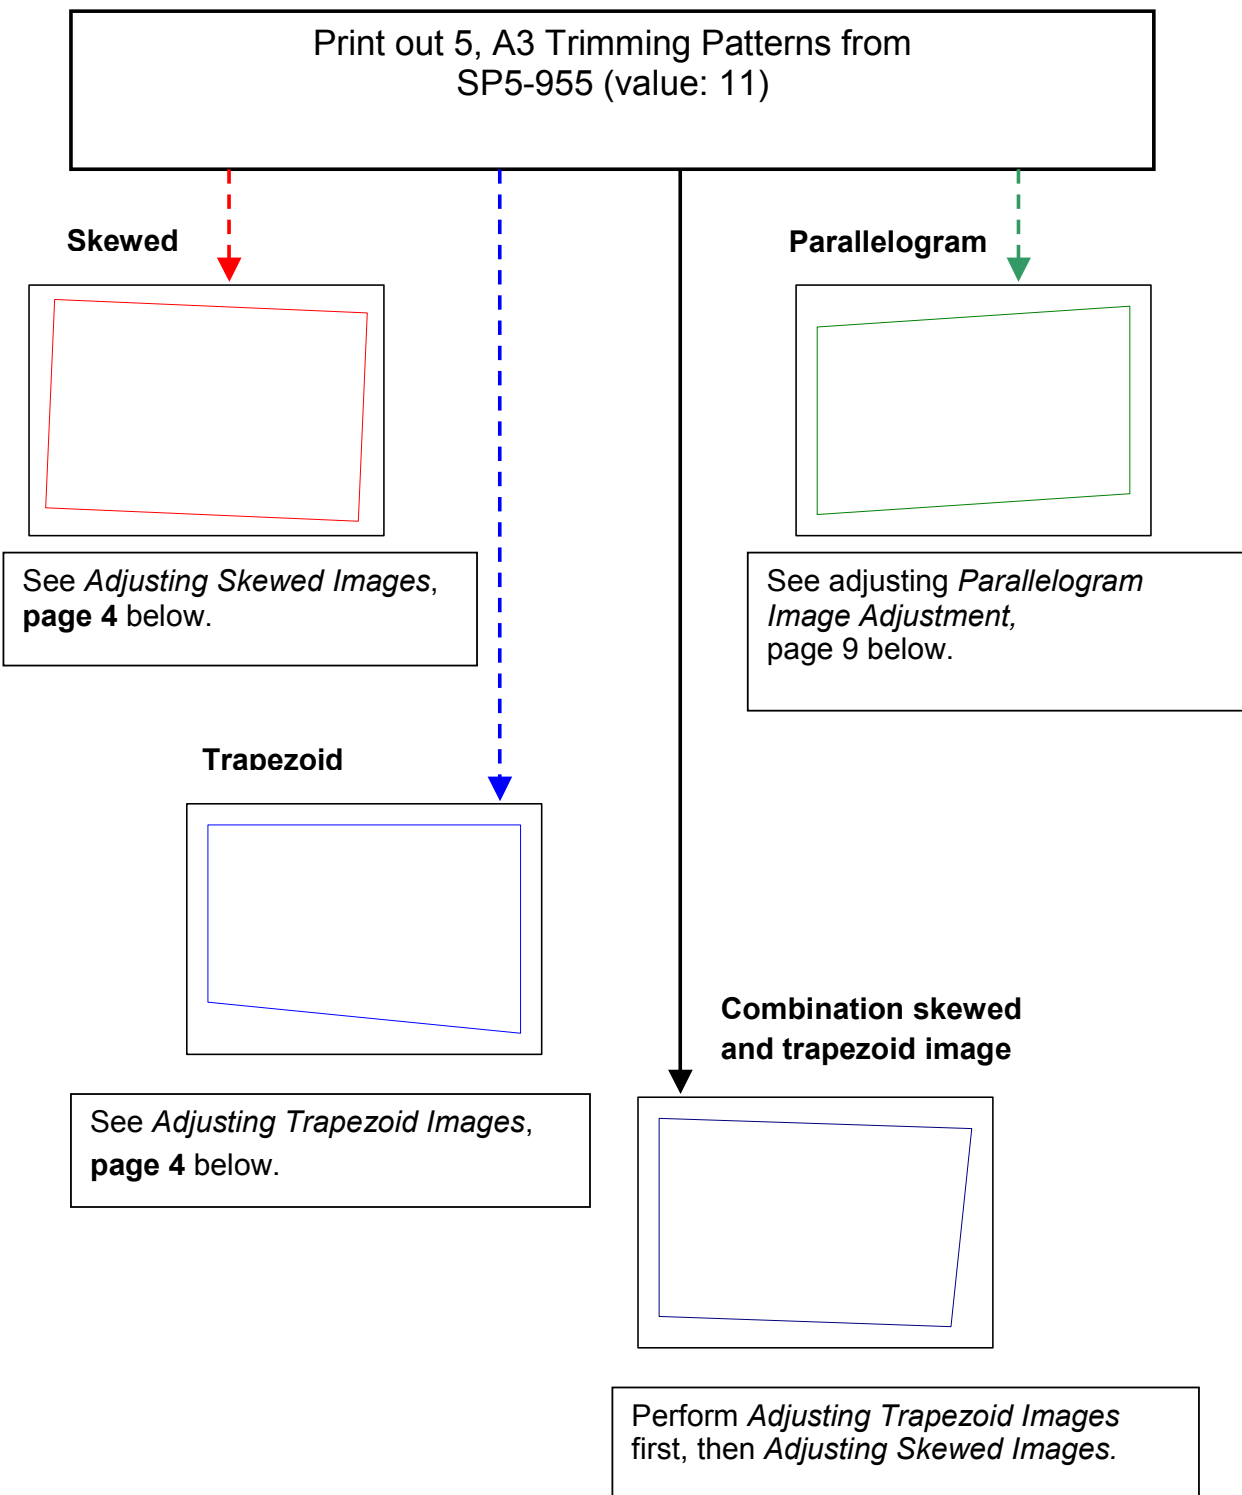 Print out 5, A3 Trimming Patterns from
SP5-955 (value: 11)
Skewed
Parallelogram
See Adjusting Skewed Images,
page 4 below.
See adjusting Parallelogram
Image Adjustment,
page 9 below.
Trapezoid
Combination skewed
and trapezoid image
See Adjusting Trapezoid Images,
page 4 below.
Perform Adjusting Trapezoid Images
first, then Adjusting Skewed Images.